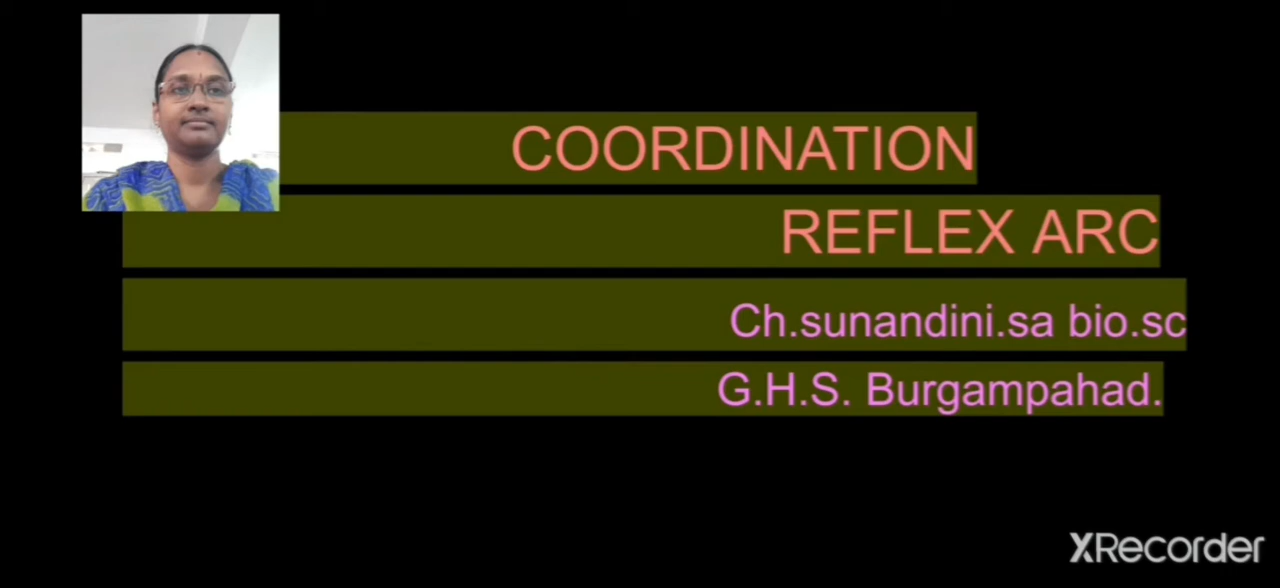 COORDINATION
REFLEX ARC
Ch.sunandini.sa bio.sc
G.H.S. Burgampahad.
XRecorder